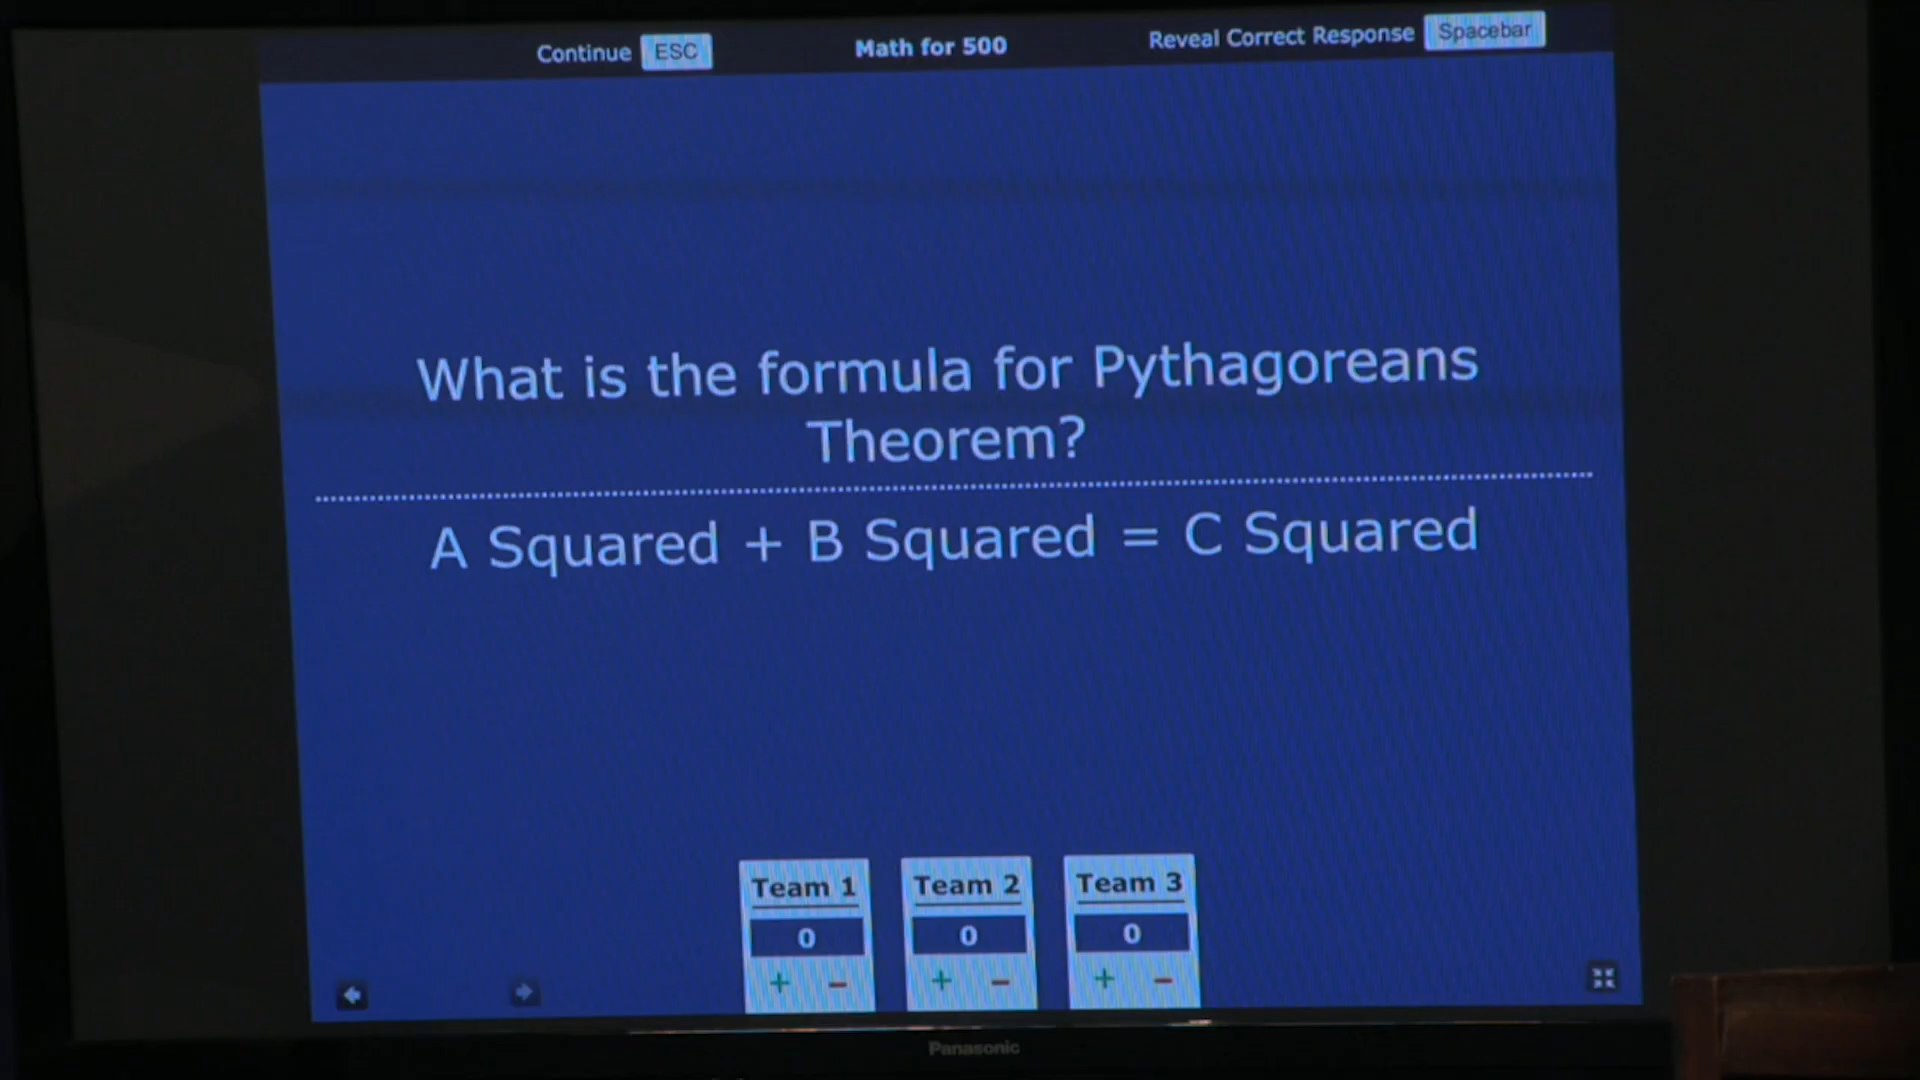 Continue ESC Math for 500 Reveal Correct Response Spacebar
What is the formula for Pythagoreans
Theorem?
A Squared + B Squared = C Squared
Team 1 Team 2 Team 3
0 0 0
+ - + - + -
Panasonic